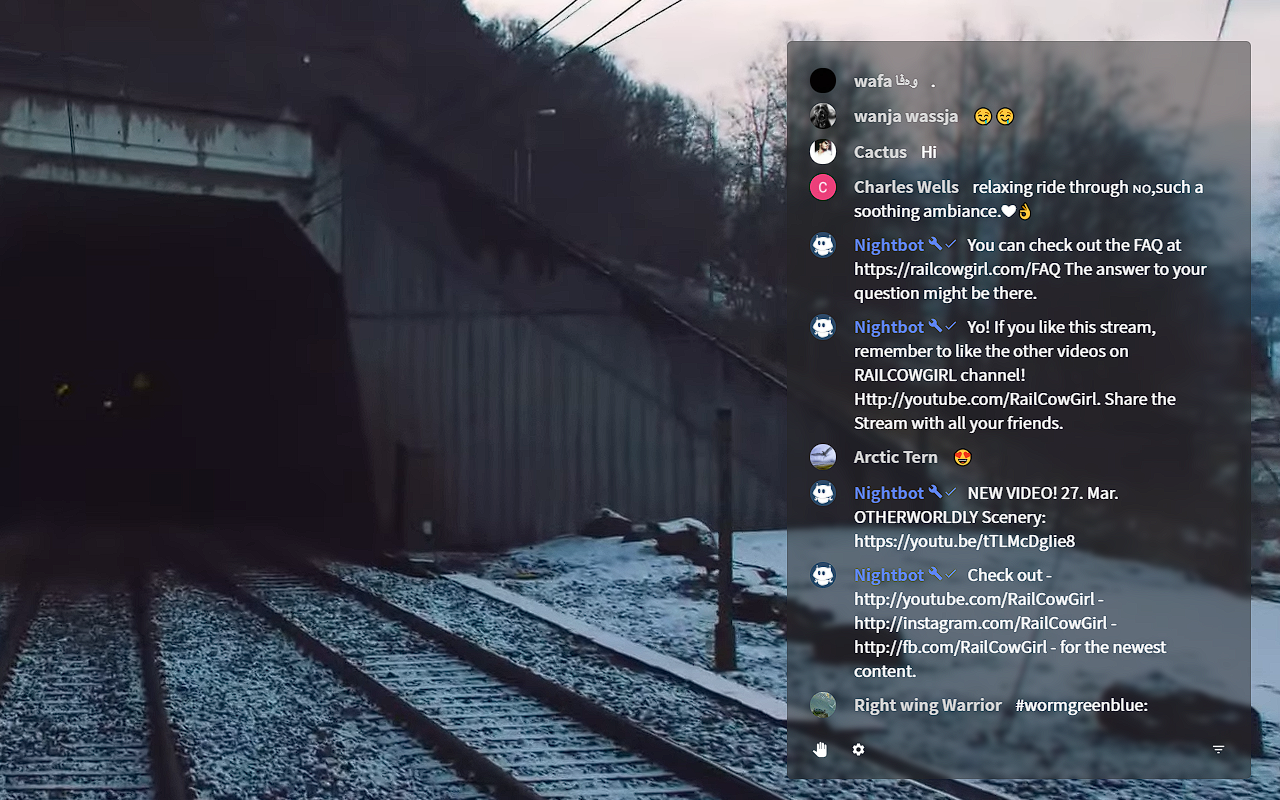 wafa وهفا .
wanja wassja 😊😊
Cactus Hi
C Charles Wells relaxing ride through ɴᴏ,such a
soothing ambiance.🤍👌
Nightbot You can check out the FAQ at
https://railcowgirl.com/FAQ The answer to your
question might be there.
Nightbot Yo! If you like this stream,
remember to like the other videos on
RAILCOWGIRL channel!
Http://youtube.com/RailCowGirl. Share the
Stream with all your friends.
Arctic Tern 😍
Nightbot NEW VIDEO! 27. Mar.
OTHERWORLDLY Scenery:
https://youtu.be/tTLMcDgIie8
Nightbot Check out -
http://youtube.com/RailCowGirl -
http://instagram.com/RailCowGirl -
http://fb.com/RailCowGirl - for the newest
content.
Right wing Warrior #wormgreenblue: